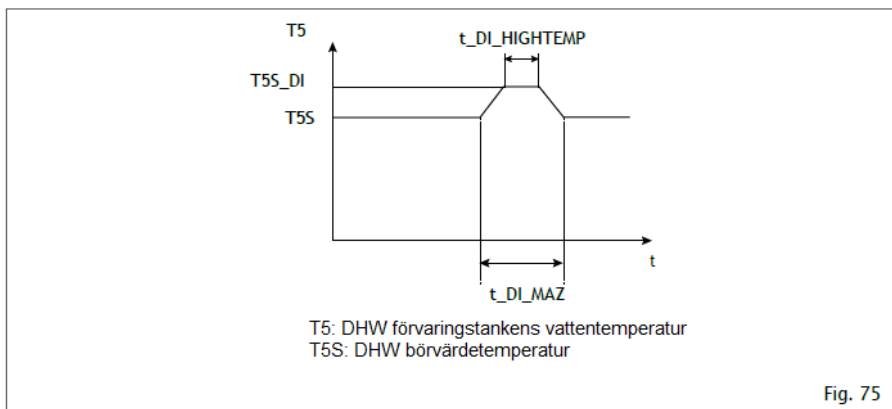 T5
t_DI_HIGHTEMP
T5S_DI
T5S
t
t_DI_MAZ
T5: DHW förvaringstankens vattentemperatur
T5S: DHW börvärdetemperatur
Fig. 75